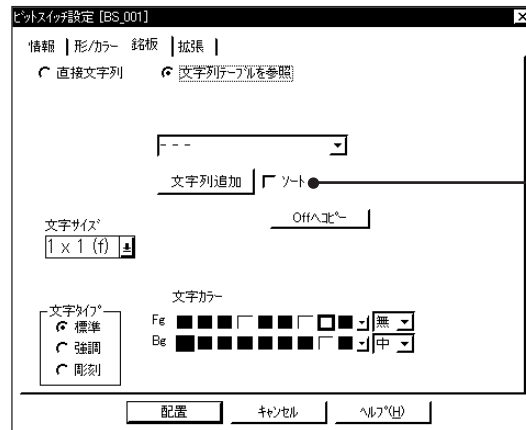 ﾋﾞｯﾄｽｲｯﾁ設定 [BS_001]
情報 形/ｶﾗｰ 銘板 拡張
直接文字列 文字列ﾃｰﾌﾞﾙを参照
- - -
文字列追加 ｿｰﾄ
Offへｺﾋﾟｰ
文字ｻｲｽﾞ
1 x 1 (f)
文字ｶﾗｰ
文字ﾀｲﾌﾟ
標準
強調
彫刻
Fg 無
Bg 中
配置 ｷｬﾝｾﾙ ﾍﾙﾌﾟ(H)